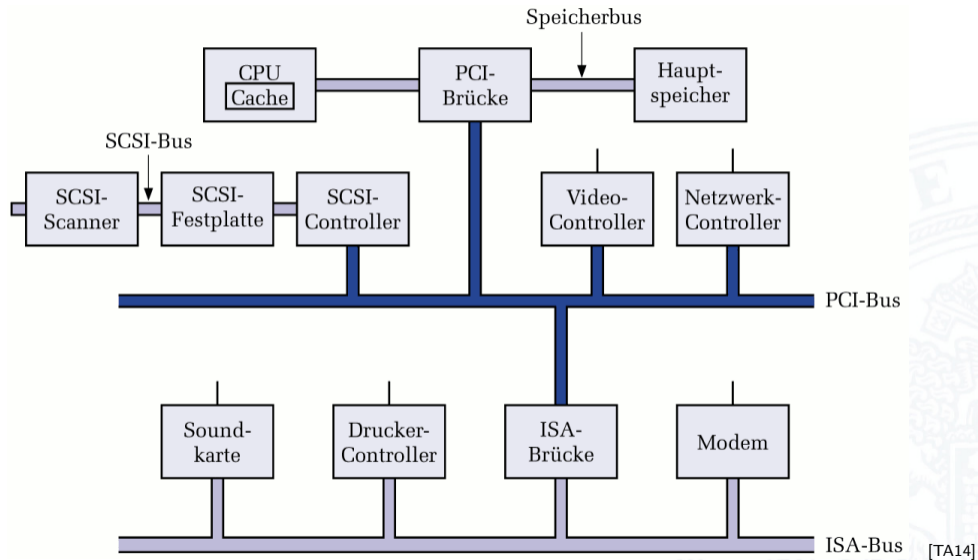 Speicherbus
CPU
Cache
PCI-
Brücke
Haupt-
speicher
SCSI-Bus
SCSI-
Scanner
SCSI-
Festplatte
SCSI-
Controller
Video-
Controller
Netzwerk-
Controller
PCI-Bus
Sound-
karte
Drucker-
Controller
ISA-
Brücke
Modem
ISA-Bus
[TA14]